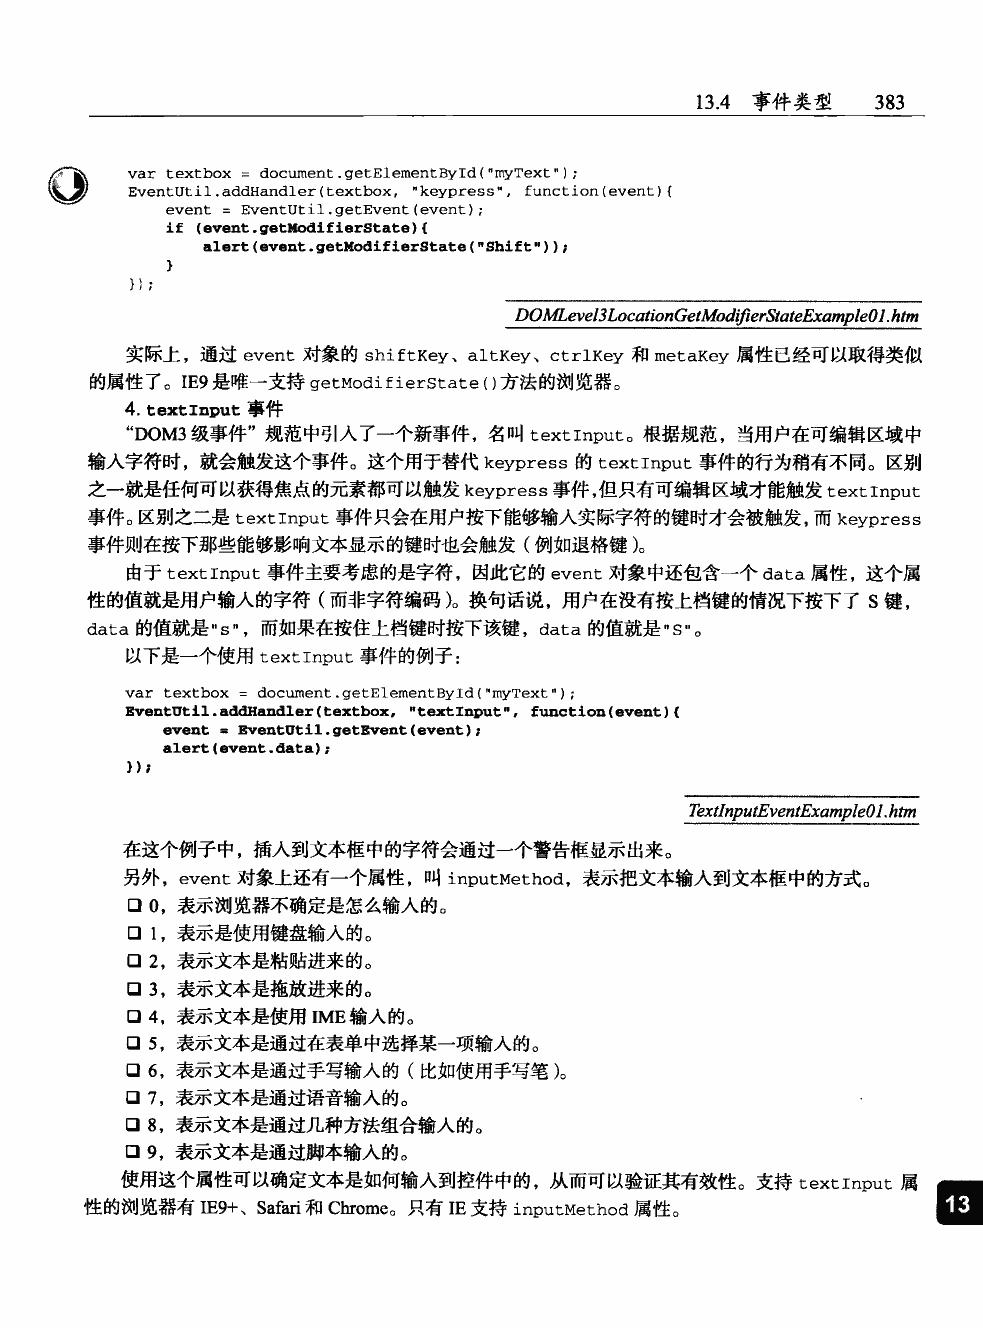 13.4 事件类型 383
var textbox = document.getElementById("myText");
EventUtil.addHandler(textbox, "keypress", function(event){
event = EventUtil.getEvent(event);
if (event.getModifierState){
alert(event.getModifierState("Shift"));
}
});
DOMLevel3LocationGetModifierStateExample01.htm
实际上，通过 event 对象的 shiftKey、altKey、ctrlKey 和 metaKey 属性已经可以取得类似
的属性了。IE9 是唯一支持 getModifierState()方法的浏览器。
4. textInput 事件
“DOM3 级事件”规范中引入了一个新事件，名叫 textInput。根据规范，当用户在可编辑区域中
输入字符时，就会触发这个事件。这个用于替代 keypress 的 textInput 事件的行为稍有不同。区别
之一就是任何可以获得焦点的元素都可以触发 keypress 事件，但只有可编辑区域才能触发 textInput
事件。区别之二是 textInput 事件只会在用户按下能够输入实际字符的键时才会被触发，而 keypress
事件则在按下那些能够影响文本显示的键时也会触发（例如退格键）。
由于 textInput 事件主要考虑的是字符，因此它的 event 对象中还包含一个 data 属性，这个属
性的值就是用户输入的字符（而非字符编码）。换句话说，用户在没有按上档键的情况下按下了 S 键，
data 的值就是"s"，而如果在按住上档键时按下该键，data 的值就是"S"。
以下是一个使用 textInput 事件的例子：
var textbox = document.getElementById("myText");
EventUtil.addHandler(textbox, "textInput", function(event){
event = EventUtil.getEvent(event);
alert(event.data);
});
TextInputEventExample01.htm
在这个例子中，插入到文本框中的字符会通过一个警告框显示出来。
另外，event 对象上还有一个属性，叫 inputMethod，表示把文本输入到文本框中的方式。
❑ 0，表示浏览器不确定是怎么输入的。
❑ 1，表示是使用键盘输入的。
❑ 2，表示文本是粘贴进来的。
❑ 3，表示文本是拖放进来的。
❑ 4，表示文本是使用 IME 输入的。
❑ 5，表示文本是通过在表单中选择某一项输入的。
❑ 6，表示文本是通过手写输入的（比如使用手写笔）。
❑ 7，表示文本是通过语音输入的。
❑ 8，表示文本是通过几种方法组合输入的。
❑ 9，表示文本是通过脚本输入的。
使用这个属性可以确定文本是如何输入到控件中的，从而可以验证其有效性。支持 textInput 属
性的浏览器有 IE9+、Safari 和 Chrome。只有 IE 支持 inputMethod 属性。
13